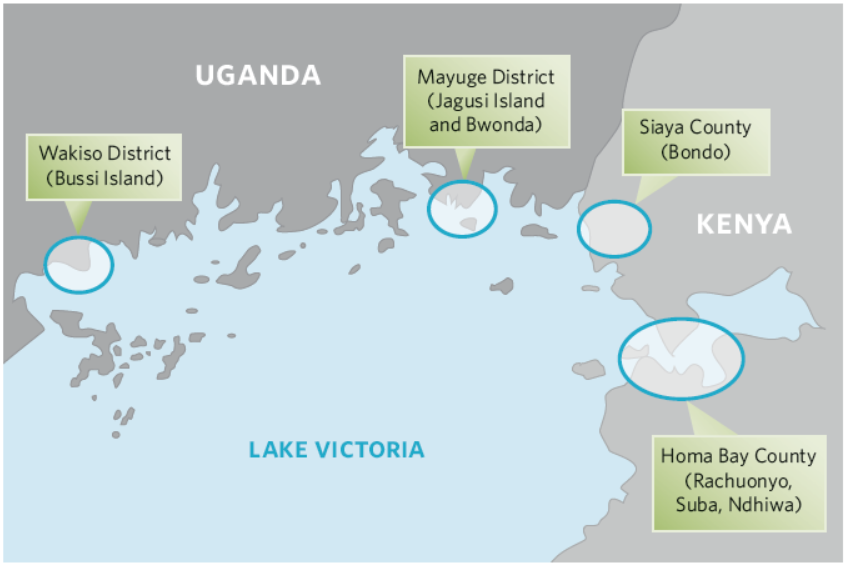 UGANDA
Mayuge District
(Jagusi Island
and Bwonda)
Siaya County
(Bondo)
Wakiso District
(Bussi Island)
KENYA
LAKE VICTORIA
Homa Bay County
(Rachuonyo,
Suba, Ndhiwa)